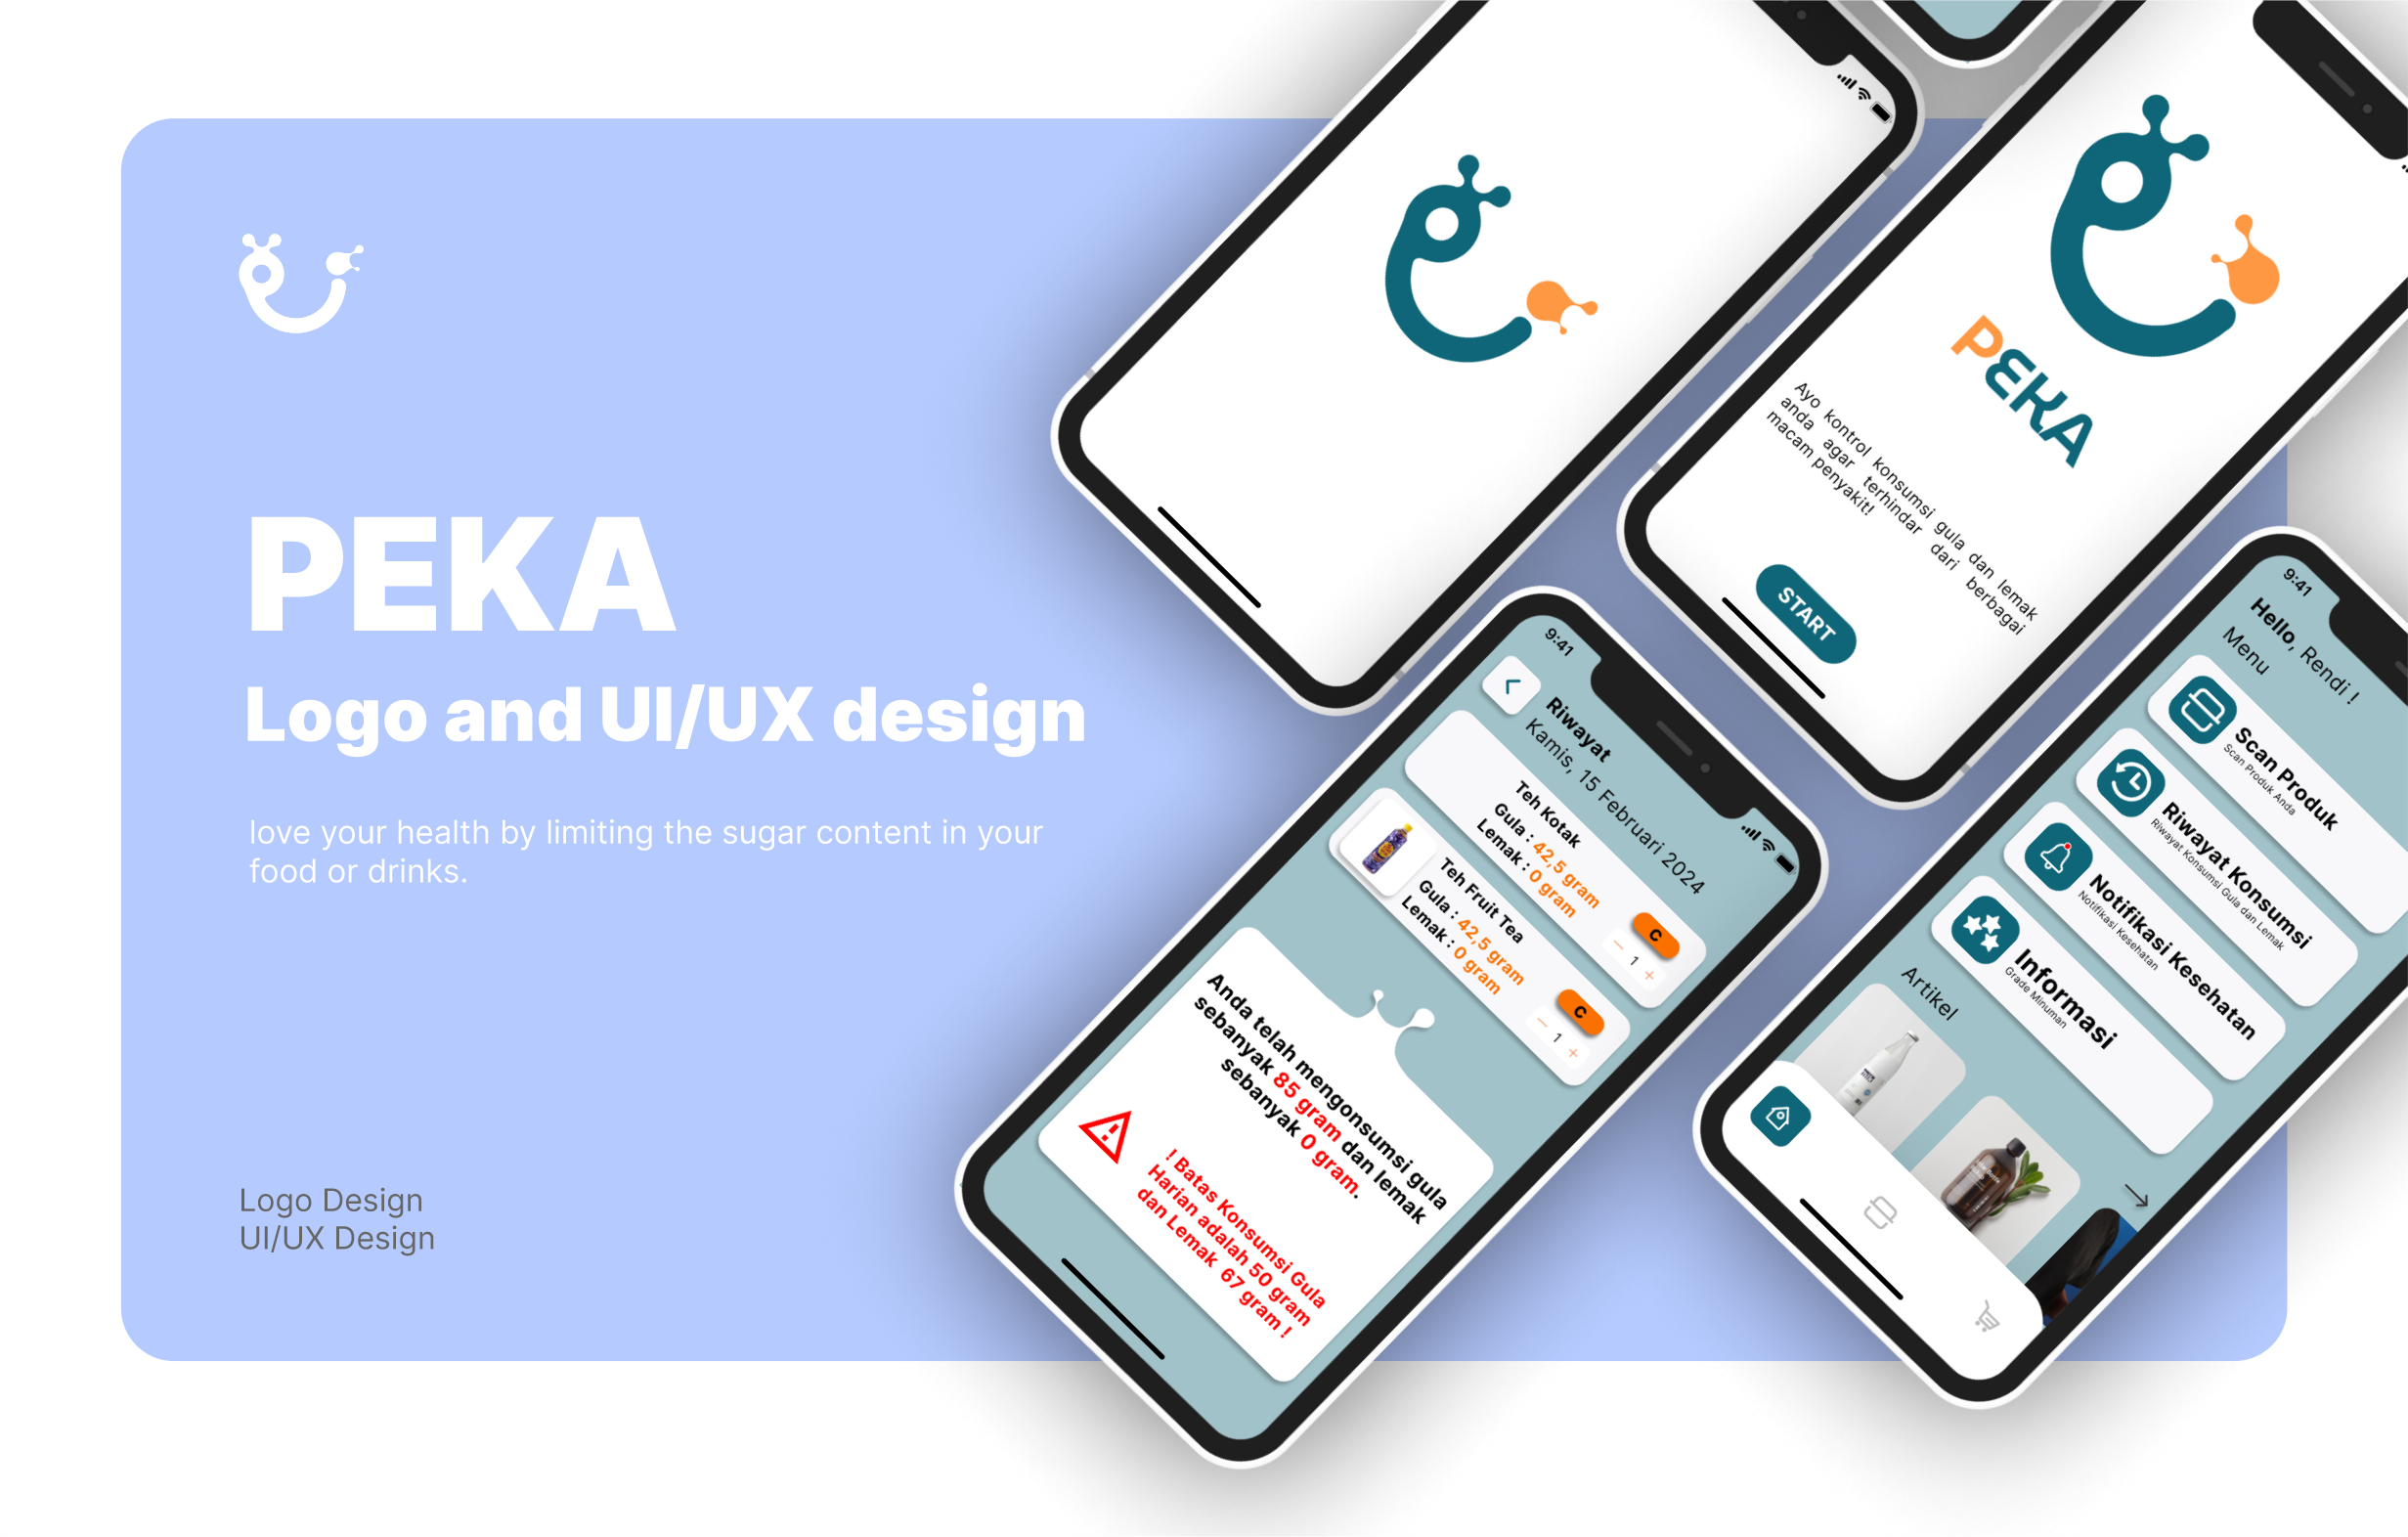 PEKA
Logo and UI/UX design
love your health by limiting the sugar content in your
food or drinks.
Logo Design
UI/UX Design
PEKA
Ayo kontrol konsumsi gula dan lemak
anda agar terhindar dari berbagai
macam penyakit!
START
9:41
Riwayat
Kamis, 15 Februari 2024
Teh Kotak
Gula : 42,5 gram
Lemak : 0 gram
C
1
Teh Fruit Tea
Gula : 42,5 gram
Lemak : 0 gram
C
1
Anda telah mengonsumsi gula
sebanyak 85 gram dan lemak
sebanyak 0 gram.
! Batas Konsumsi Gula
Harian adalah 50 gram
dan Lemak 67 gram !
9:41
Hello, Rendi !
Menu
Scan Produk
Scan Produk Anda
Riwayat Konsumsi
Riwayat Konsumsi Gula dan Lemak
Notifikasi Kesehatan
Notifikasi Kesehatan
Informasi
Grade Minuman
Artikel